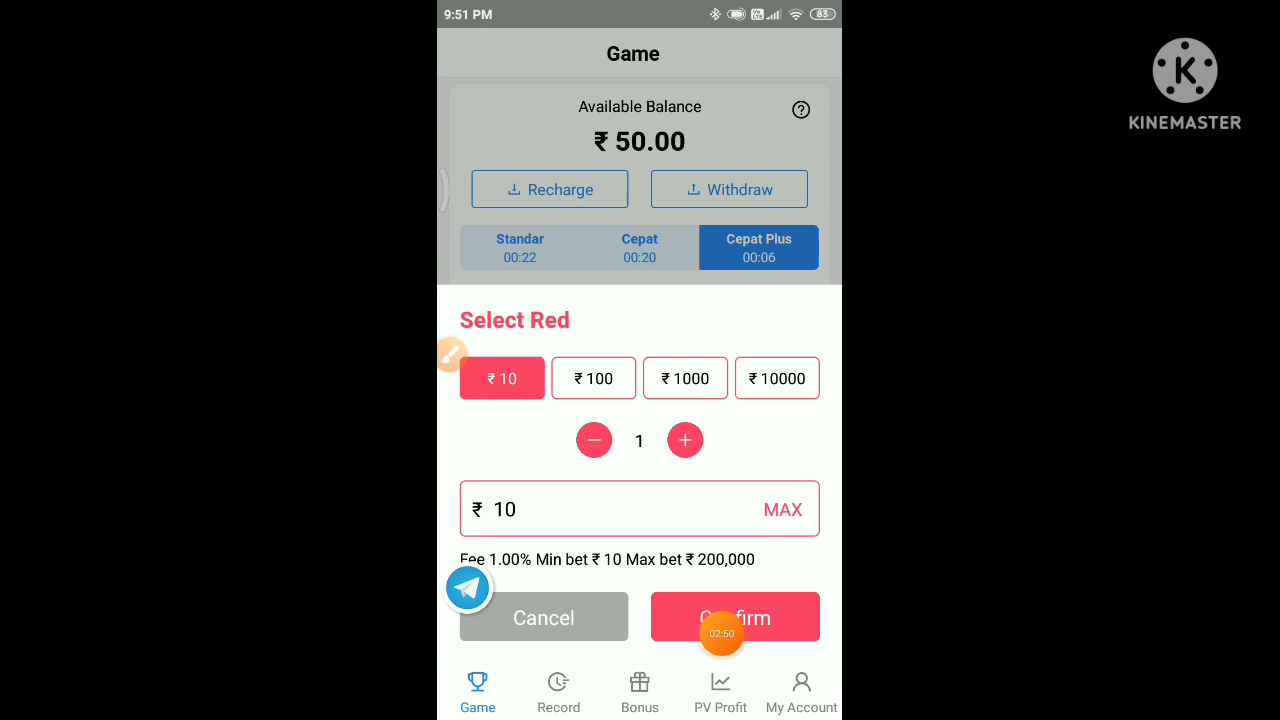 9:51 PM
83
Game
Available Balance
₹ 50.00
Recharge
Withdraw
Standar
Cepat
Cepat Plus
00:22
00:20
00:06
Select Red
₹ 10
₹ 100
₹ 1000
₹ 10000
1
₹ 10
MAX
Fee 1.00% Min bet ₹ 10 Max bet ₹ 200,000
Cancel
02:50
Game
Record
Bonus
PV Profit
My Account
K
KINEMASTER